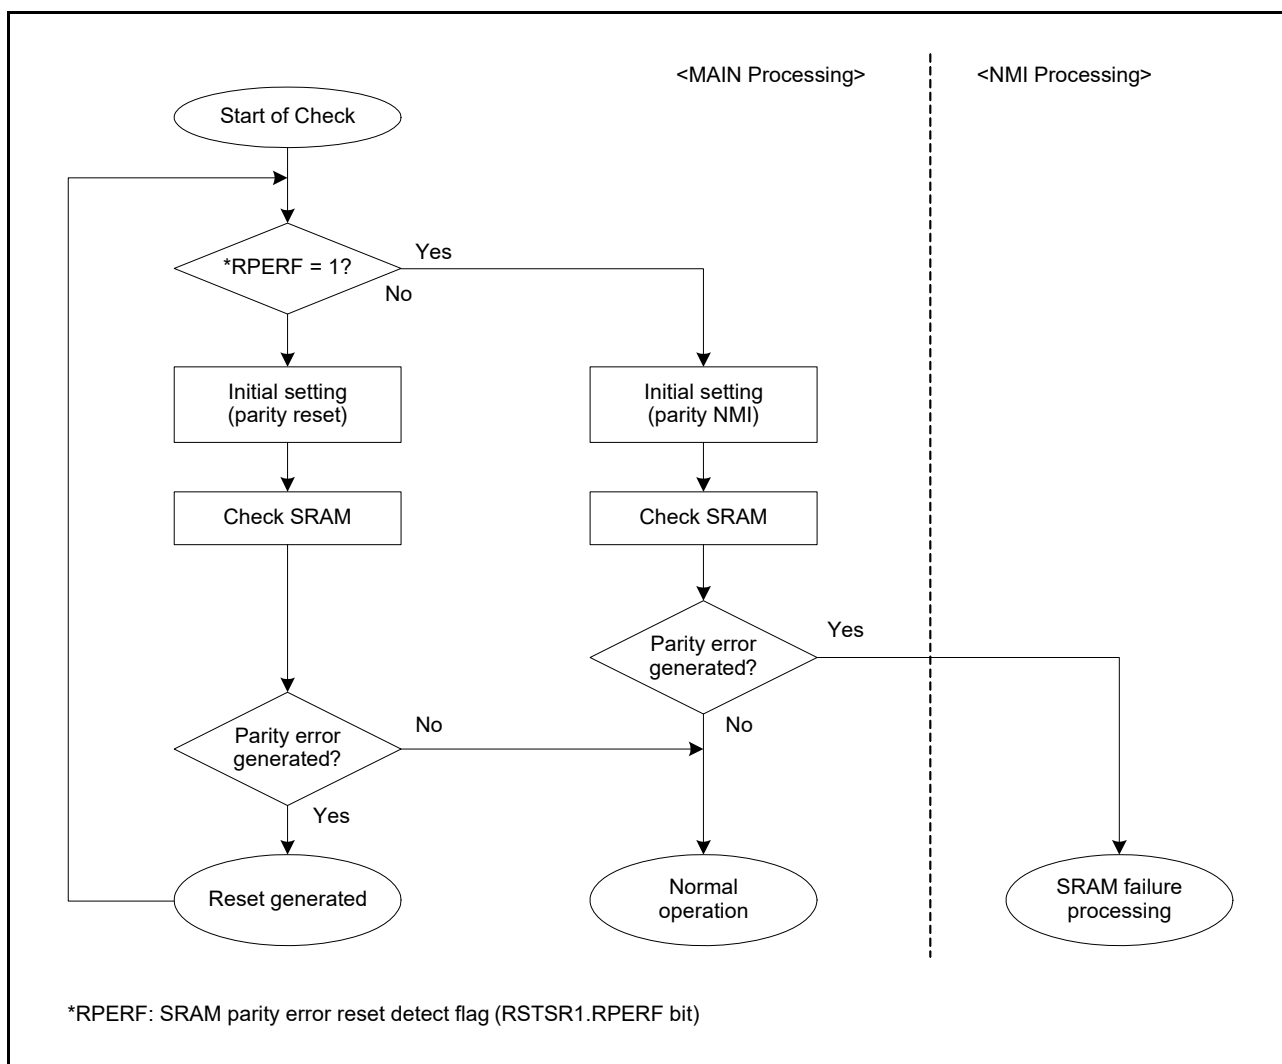 <MAIN Processing>
<NMI Processing>
Start of Check
*RPERF = 1?
Yes
No
Initial setting
(parity reset)
Initial setting
(parity NMI)
Check SRAM
Check SRAM
Parity error
generated?
Yes
No
Parity error
generated?
No
Yes
Reset generated
Normal
operation
SRAM failure
processing
*RPERF: SRAM parity error reset detect flag (RSTSR1.RPERF bit)